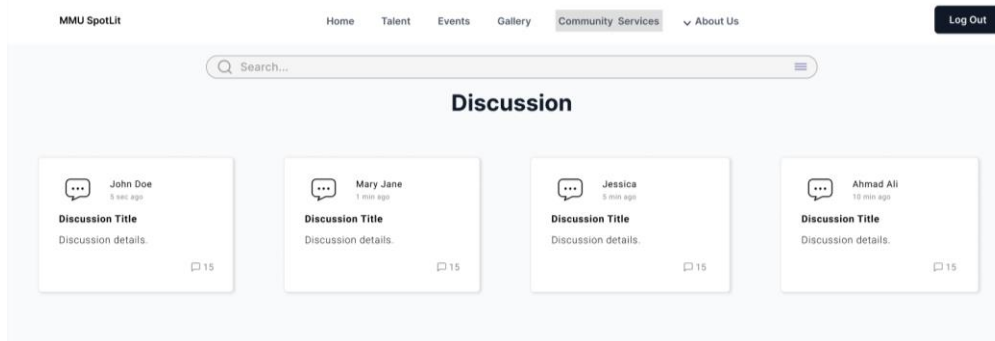 MMU SpotLit
Home Talent Events Gallery Community Services About Us
Log Out
Search...
Discussion
John Doe
5 sec ago
Discussion Title
Discussion details.
15
Mary Jane
1 min ago
Discussion Title
Discussion details.
15
Jessica
5 min ago
Discussion Title
Discussion details.
15
Ahmad Ali
10 min ago
Discussion Title
Discussion details.
15